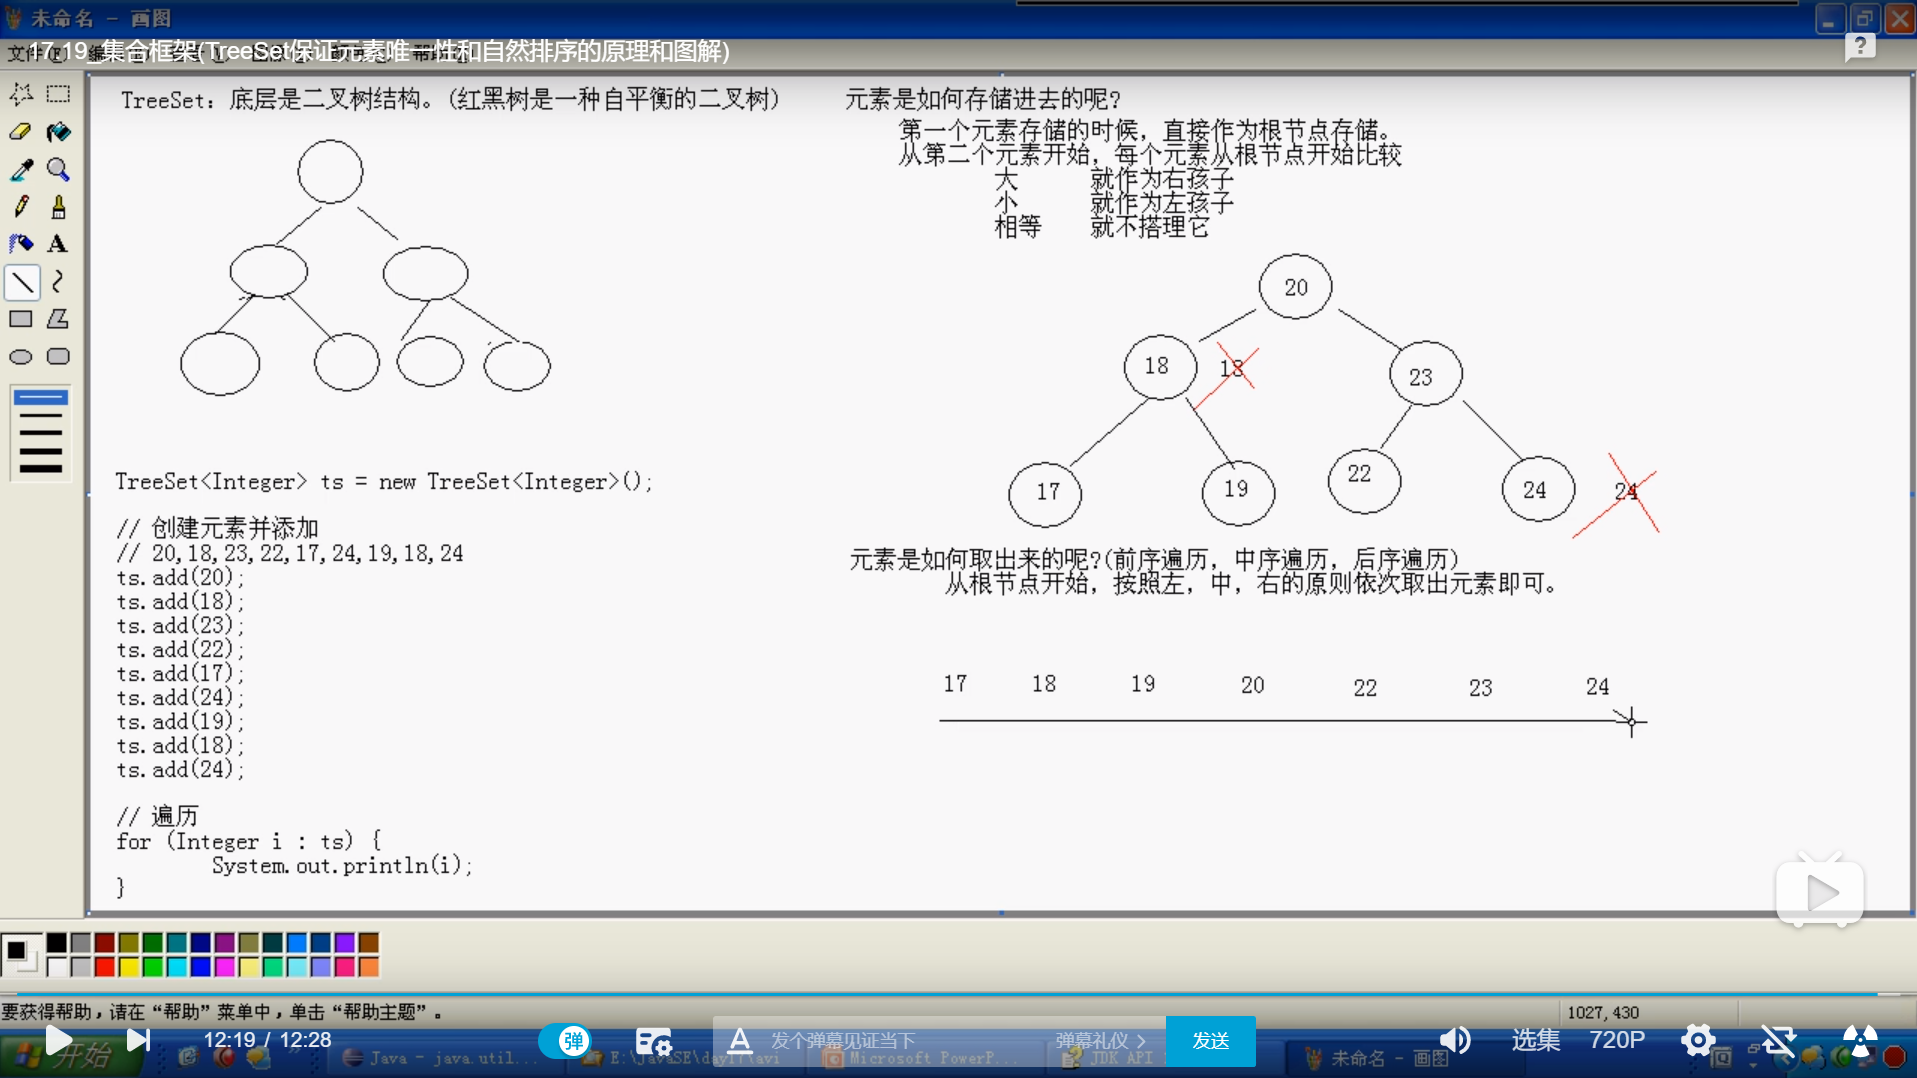 未命名 - 画图
17.19_集合框架(TreeSet保证元素唯一性和自然排序的原理和图解)
TreeSet: 底层是二叉树结构。(红黑树是一种自平衡的二叉树)
TreeSet<Integer> ts = new TreeSet<Integer>();
// 创建元素并添加
// 20,18,23,22,17,24,19,18,24
ts.add(20);
ts.add(18);
ts.add(23);
ts.add(22);
ts.add(17);
ts.add(24);
ts.add(19);
ts.add(18);
ts.add(24);
// 遍历
for (Integer i : ts) {
System.out.println(i);
}
元素是如何存储进去的呢?
第一个元素存储的时候, 直接作为根节点存储。
从第二个元素开始, 每个元素从根节点开始比较
大 就作为右孩子
小 就作为左孩子
相等 就不搭理它
20
18 18 23
17 19 22 24 24
元素是如何取出来的呢?(前序遍历, 中序遍历, 后序遍历)
从根节点开始, 按照左, 中, 右的原则依次取出元素即可。
17 18 19 20 22 23 24
要获得帮助，请在“帮助”菜单中，单击“帮助主题”。
1027,430
开始
12:19 / 12:28
弹
发个弹幕见证当下
弹幕礼仪
发送
选集
720P
Java - java.util...
Microsoft PowerP...
JDK API
未命名 - 画图